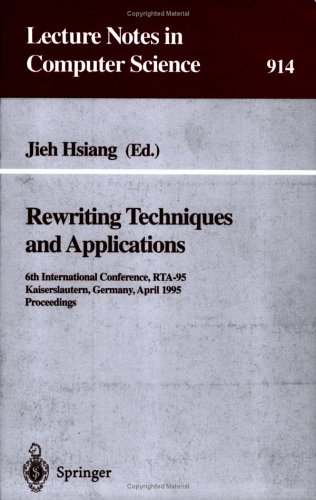 Lecture Notes in
Computer Science
914
Jieh Hsiang (Ed.)
Rewriting Techniques
and Applications
6th International Conference, RTA-95
Kaiserslautern, Germany, April 1995
Proceedings
Springer